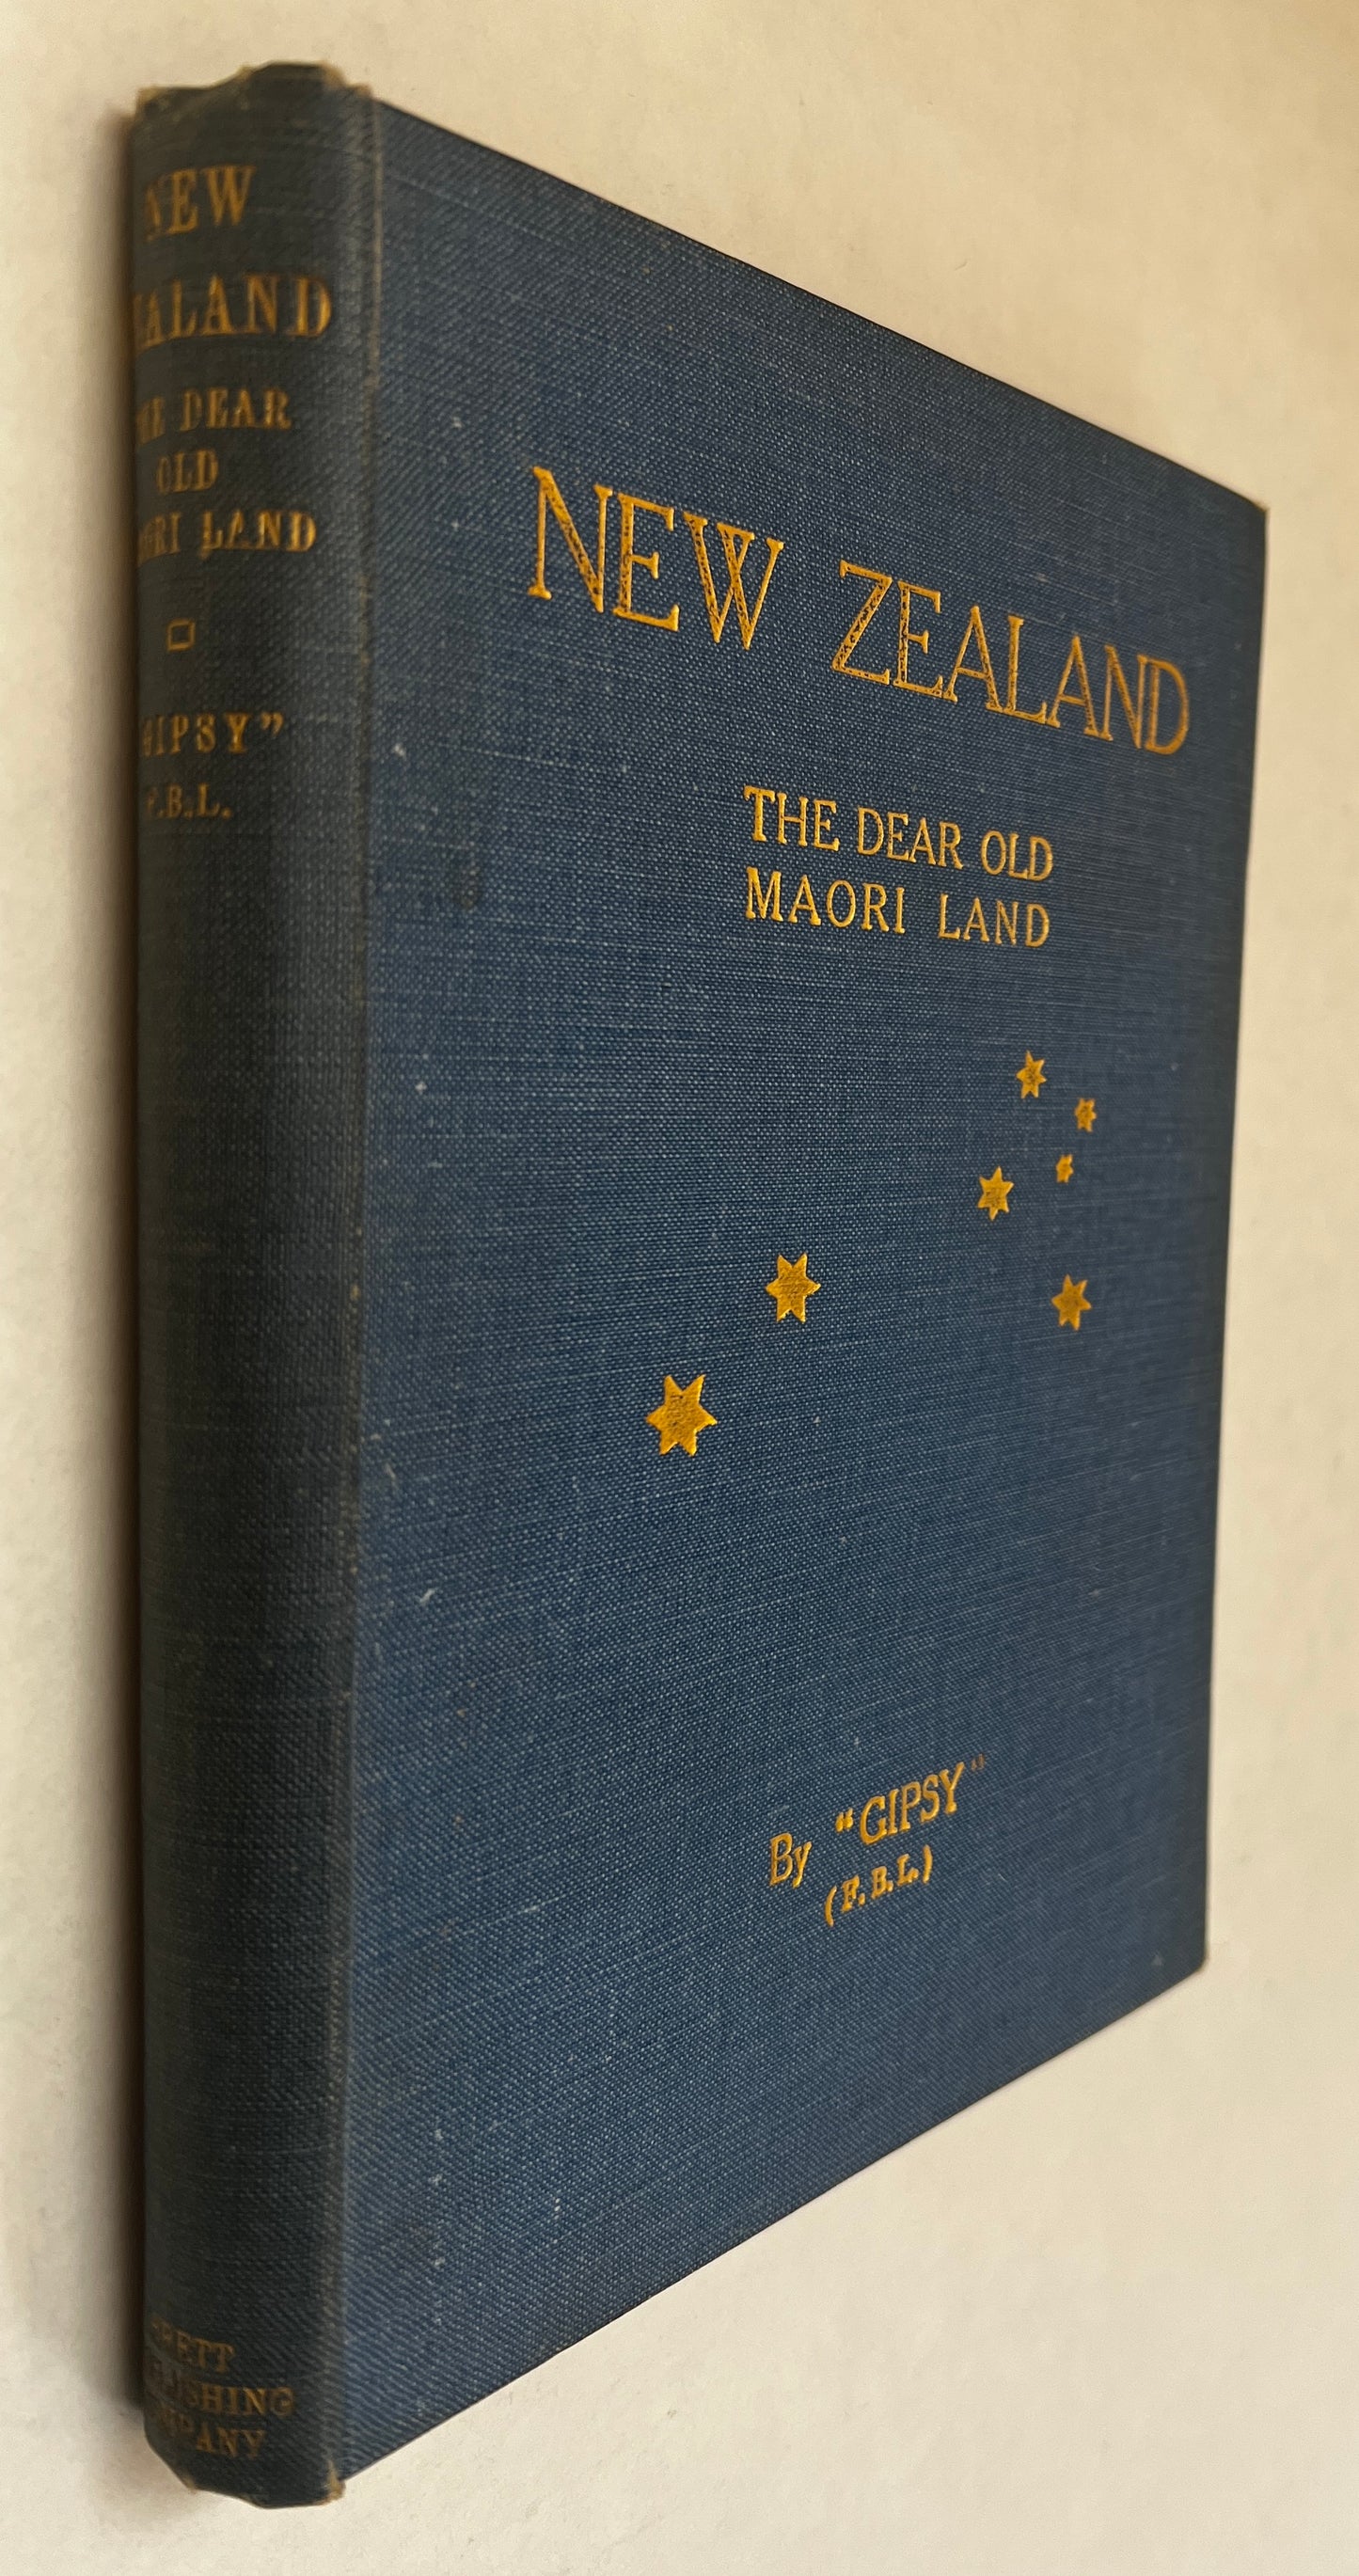 NEW
ZEALAND
THE DEAR
OLD
MAORI LAND
"GIPSY"
F.B.L.
BRETT
PUBLISHING
COMPANY
NEW ZEALAND
THE DEAR OLD
MAORI LAND
By "GIPSY"
(F.B.L.)